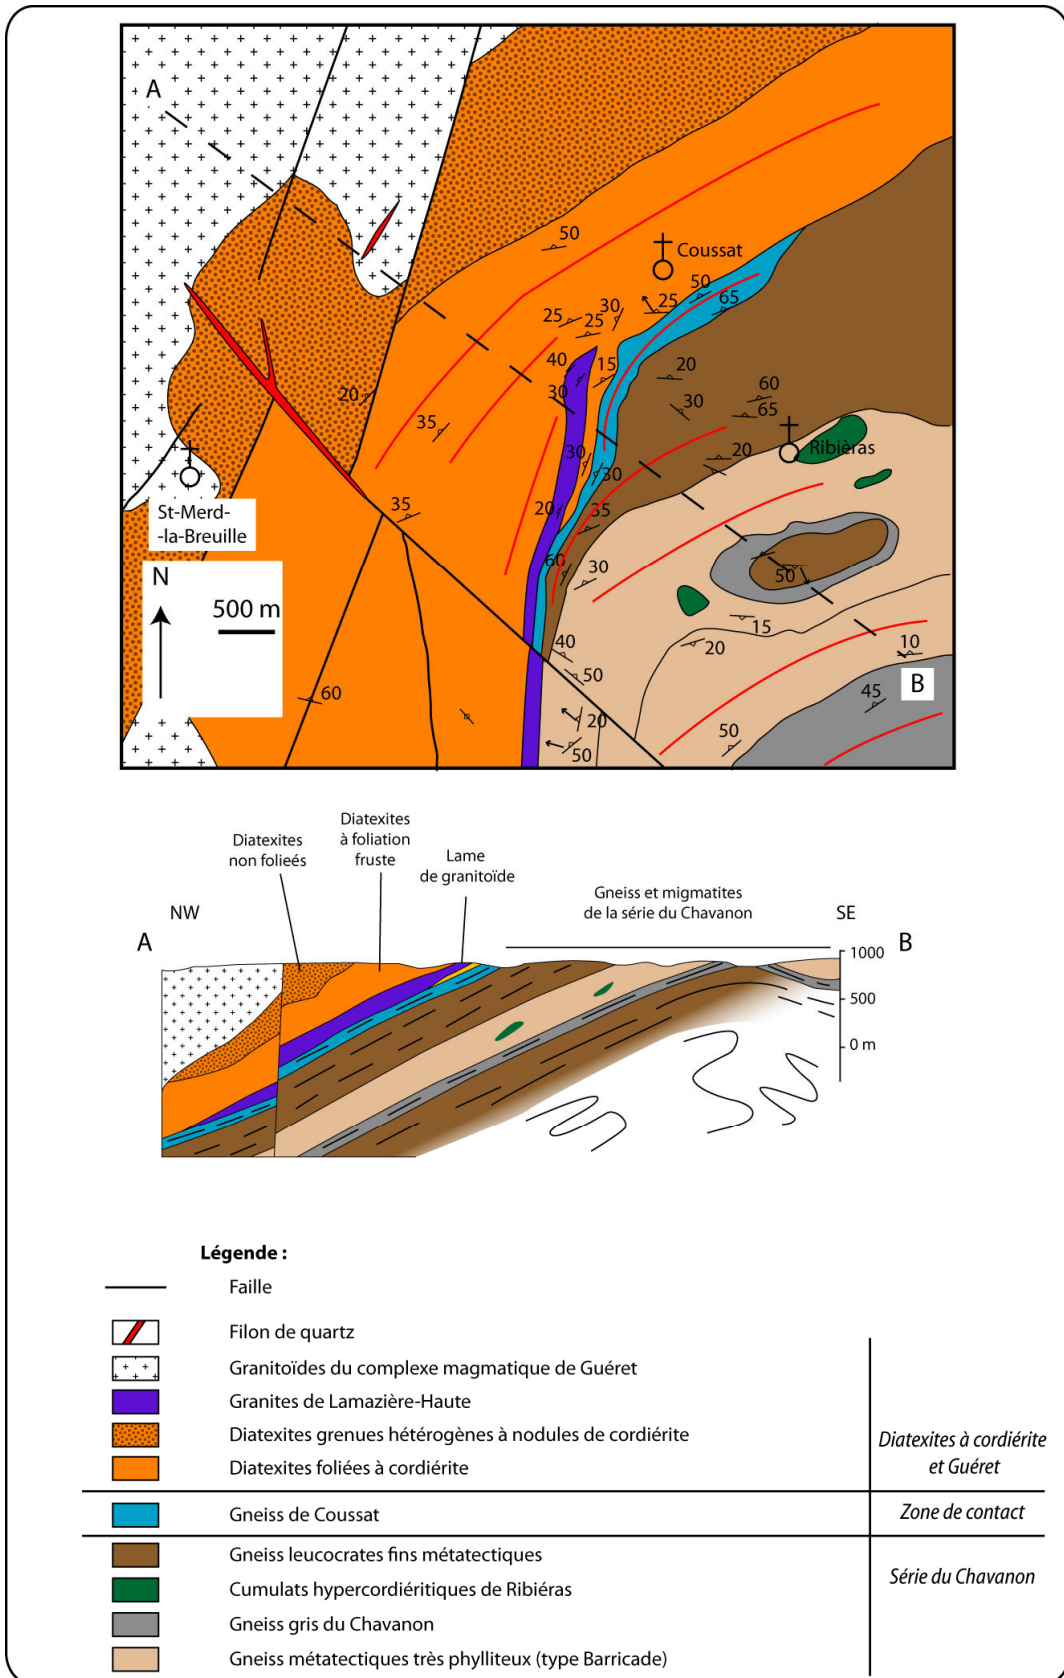 A
50
Coussat
50
65
25
30
25
25
40
15
30
20
30
60
65
20
35
20
Ribièras
30
30
20
35
35
60
30
50
St-Merd-
-la-Breuille
N
500 m
15
20
10
40
50
B
45
60
20
50
50
Diatexites
non folieés
Diatexites
à foliation
fruste
Lame
de granitoïde
Gneiss et migmatites
de la série du Chavanon
NW
SE
A
B
1000
500
0 m
Légende :
Faille
Filon de quartz
Granitoïdes du complexe magmatique de Guéret
Granites de Lamazière-Haute
Diatexites grenues hétérogènes à nodules de cordiérite
Diatexites foliées à cordiérite
Diatexites à cordiérite
et Guéret
Gneiss de Coussat
Zone de contact
Gneiss leucocrates fins métatectiques
Cumulats hypercordiéritiques de Ribiéras
Gneiss gris du Chavanon
Gneiss métatectiques très phylliteux (type Barricade)
Série du Chavanon